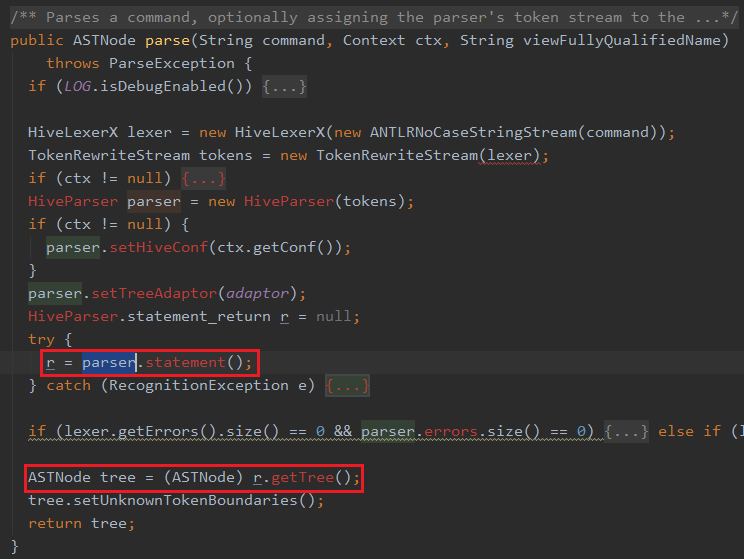 /** Parses a command, optionally assigning the parser's token stream to the ...*/
public ASTNode parse(String command, Context ctx, String viewFullyQualifiedName)
throws ParseException {
if (LOG.isDebugEnabled()) {...}
HiveLexerX lexer = new HiveLexerX(new ANTLRNoCaseStringStream(command));
TokenRewriteStream tokens = new TokenRewriteStream(lexer);
if (ctx != null) {...}
HiveParser parser = new HiveParser(tokens);
if (ctx != null) {
parser.setHiveConf(ctx.getConf());
}
parser.setTreeAdaptor(adaptor);
HiveParser.statement_return r = null;
try {
r = parser.statement();
} catch (RecognitionException e) {...}
if (lexer.getErrors().size() == 0 && parser.errors.size() == 0) {...} else if (l
ASTNode tree = (ASTNode) r.getTree();
tree.setUnknownTokenBoundaries();
return tree;
}